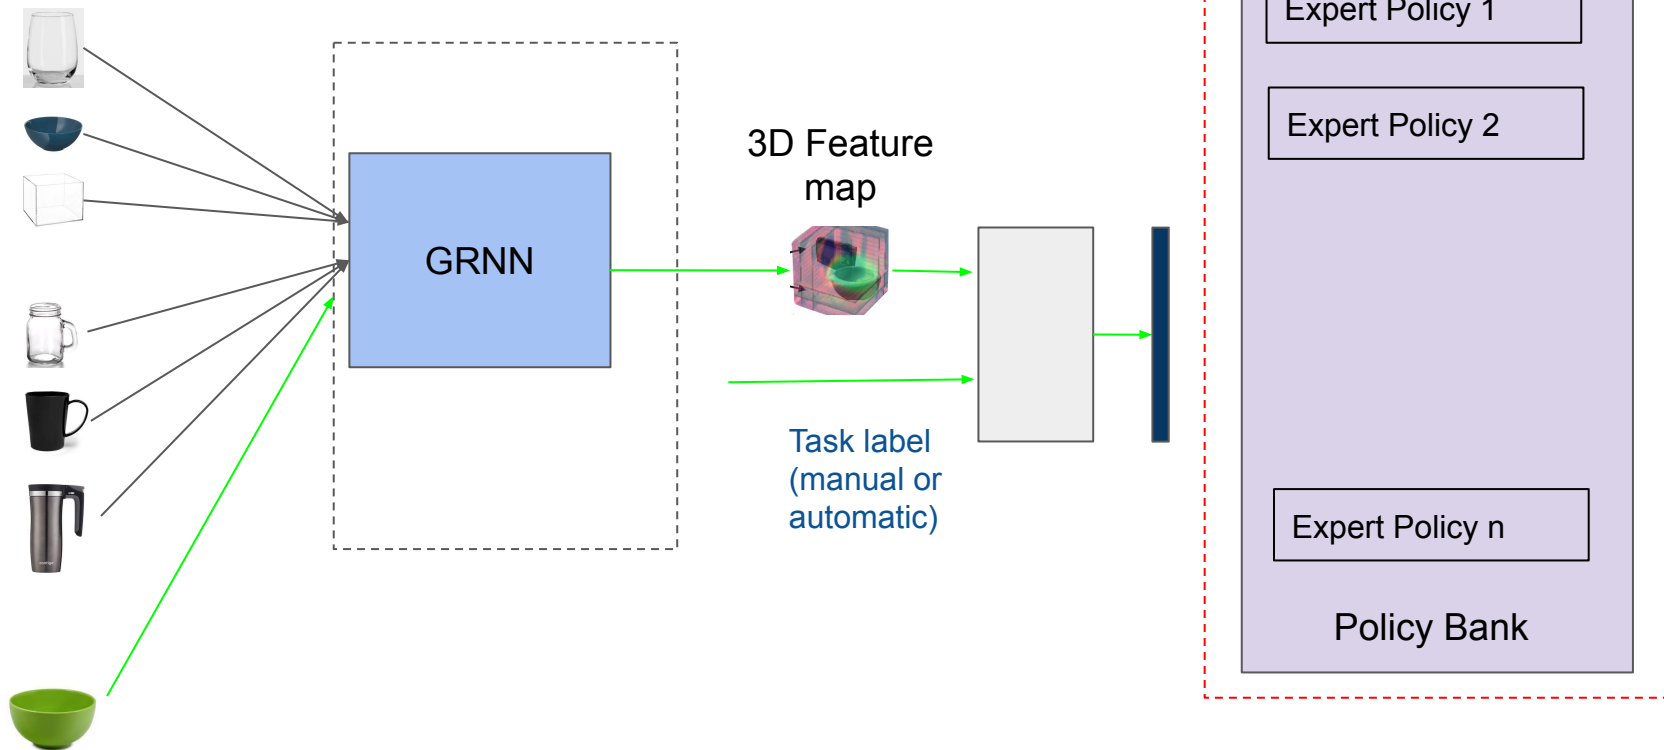 Expert Policy 1
Expert Policy 2
3D Feature
map
GRNN
Task label
(manual or
automatic)
Expert Policy n
Policy Bank